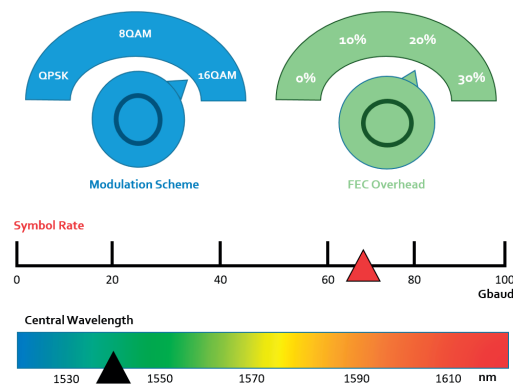 8QAM
QPSK
16QAM
Modulation Scheme
10%
20%
0%
30%
FEC Overhead
Symbol Rate
0 20 40 60 80 100
Gbaud
Central Wavelength
1530 1550 1570 1590 1610 nm